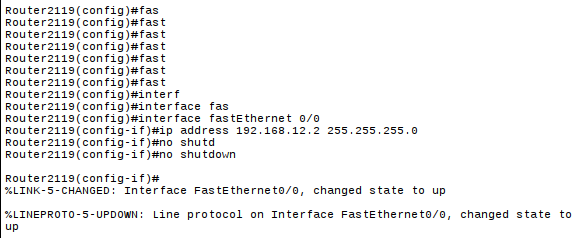 Router2119(config)#fas
Router2119(config)#fast
Router2119(config)#fast
Router2119(config)#fast
Router2119(config)#fast
Router2119(config)#fast
Router2119(config)#fast
Router2119(config)#interf
Router2119(config)#interface fas
Router2119(config)#interface fastEthernet 0/0
Router2119(config-if)#ip address 192.168.12.2 255.255.255.0
Router2119(config-if)#no shutd
Router2119(config-if)#no shutdown
Router2119(config-if)#
%LINK-5-CHANGED: Interface FastEthernet0/0, changed state to up
%LINEPROTO-5-UPDOWN: Line protocol on Interface FastEthernet0/0, changed state to
up